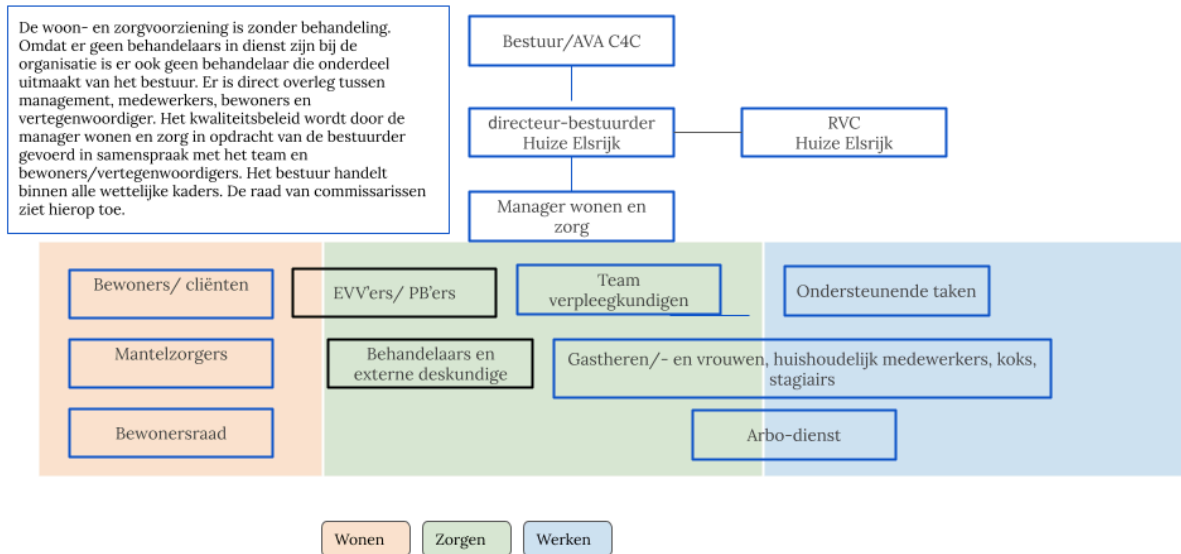 De woon- en zorgvoorziening is zonder behandeling.
Omdat er geen behandelaars in dienst zijn bij de
organisatie is er ook geen behandelaar die onderdeel
uitmaakt van het bestuur. Er is direct overleg tussen
management, medewerkers, bewoners en
vertegenwoordiger. Het kwaliteitsbeleid wordt door de
manager wonen en zorg in opdracht van de bestuurder
gevoerd in samenspraak met het team en
bewoners/vertegenwoordigers. Het bestuur handelt
binnen alle wettelijke kaders. De raad van commissarissen
ziet hierop toe.
Bestuur/AVA C4C
directeur-bestuurder
Huize Elsrijk
RVC
Huize Elsrijk
Manager wonen en
zorg
Bewoners/ cliënten
EVV'ers/ PB'ers
Team
verpleegkundigen
Ondersteunende taken
Mantelzorgers
Behandelaars en
externe deskundige
Gastheren/- en vrouwen, huishoudelijk medewerkers, koks,
stagiairs
Bewonersraad
Arbo-dienst
Wonen
Zorgen
Werken